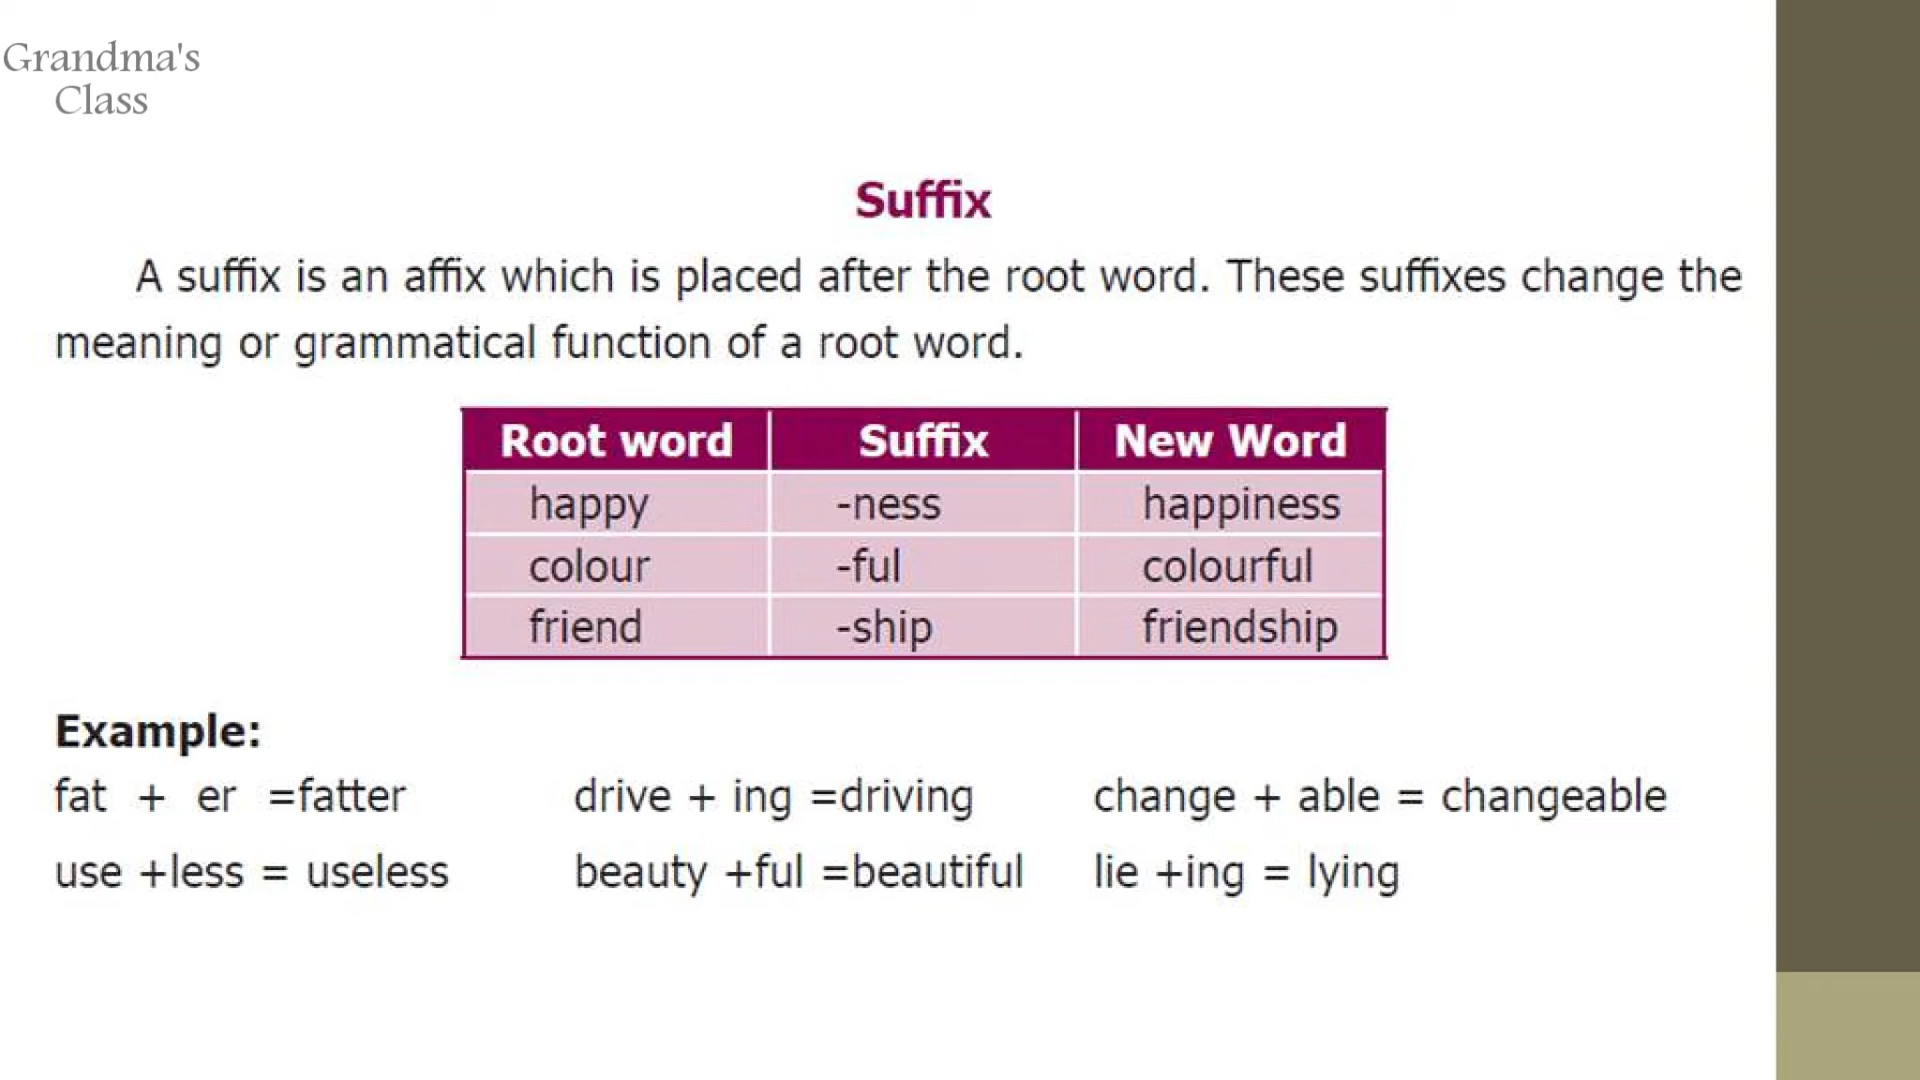 Grandma's
Class
Suffix
A suffix is an affix which is placed after the root word. These suffixes change the
meaning or grammatical function of a root word.
Root word Suffix New Word
happy -ness happiness
colour -ful colourful
friend -ship friendship
Example:
fat + er =fatter drive + ing =driving change + able = changeable
use +less = useless beauty +ful =beautiful lie +ing = lying